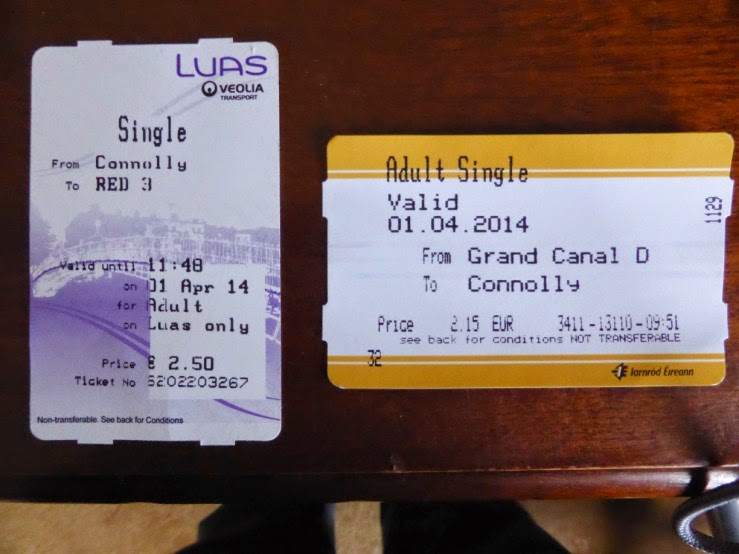 LUAS
VEOLIA
TRANSPORT
Single
From Connolly
To RED 3
Valid until 11:48
on 01 Apr 14
for Adult
on Luas only
Price € 2.50
Ticket No 6202203267
Non-transferable. See back for Conditions
Adult Single
Valid
01.04.2014
1129
From Grand Canal D
To Connolly
Price 2.15 EUR 3411-13110-09:51
see back for conditions NOT TRANSFERABLE
32
Iarnród Éireann